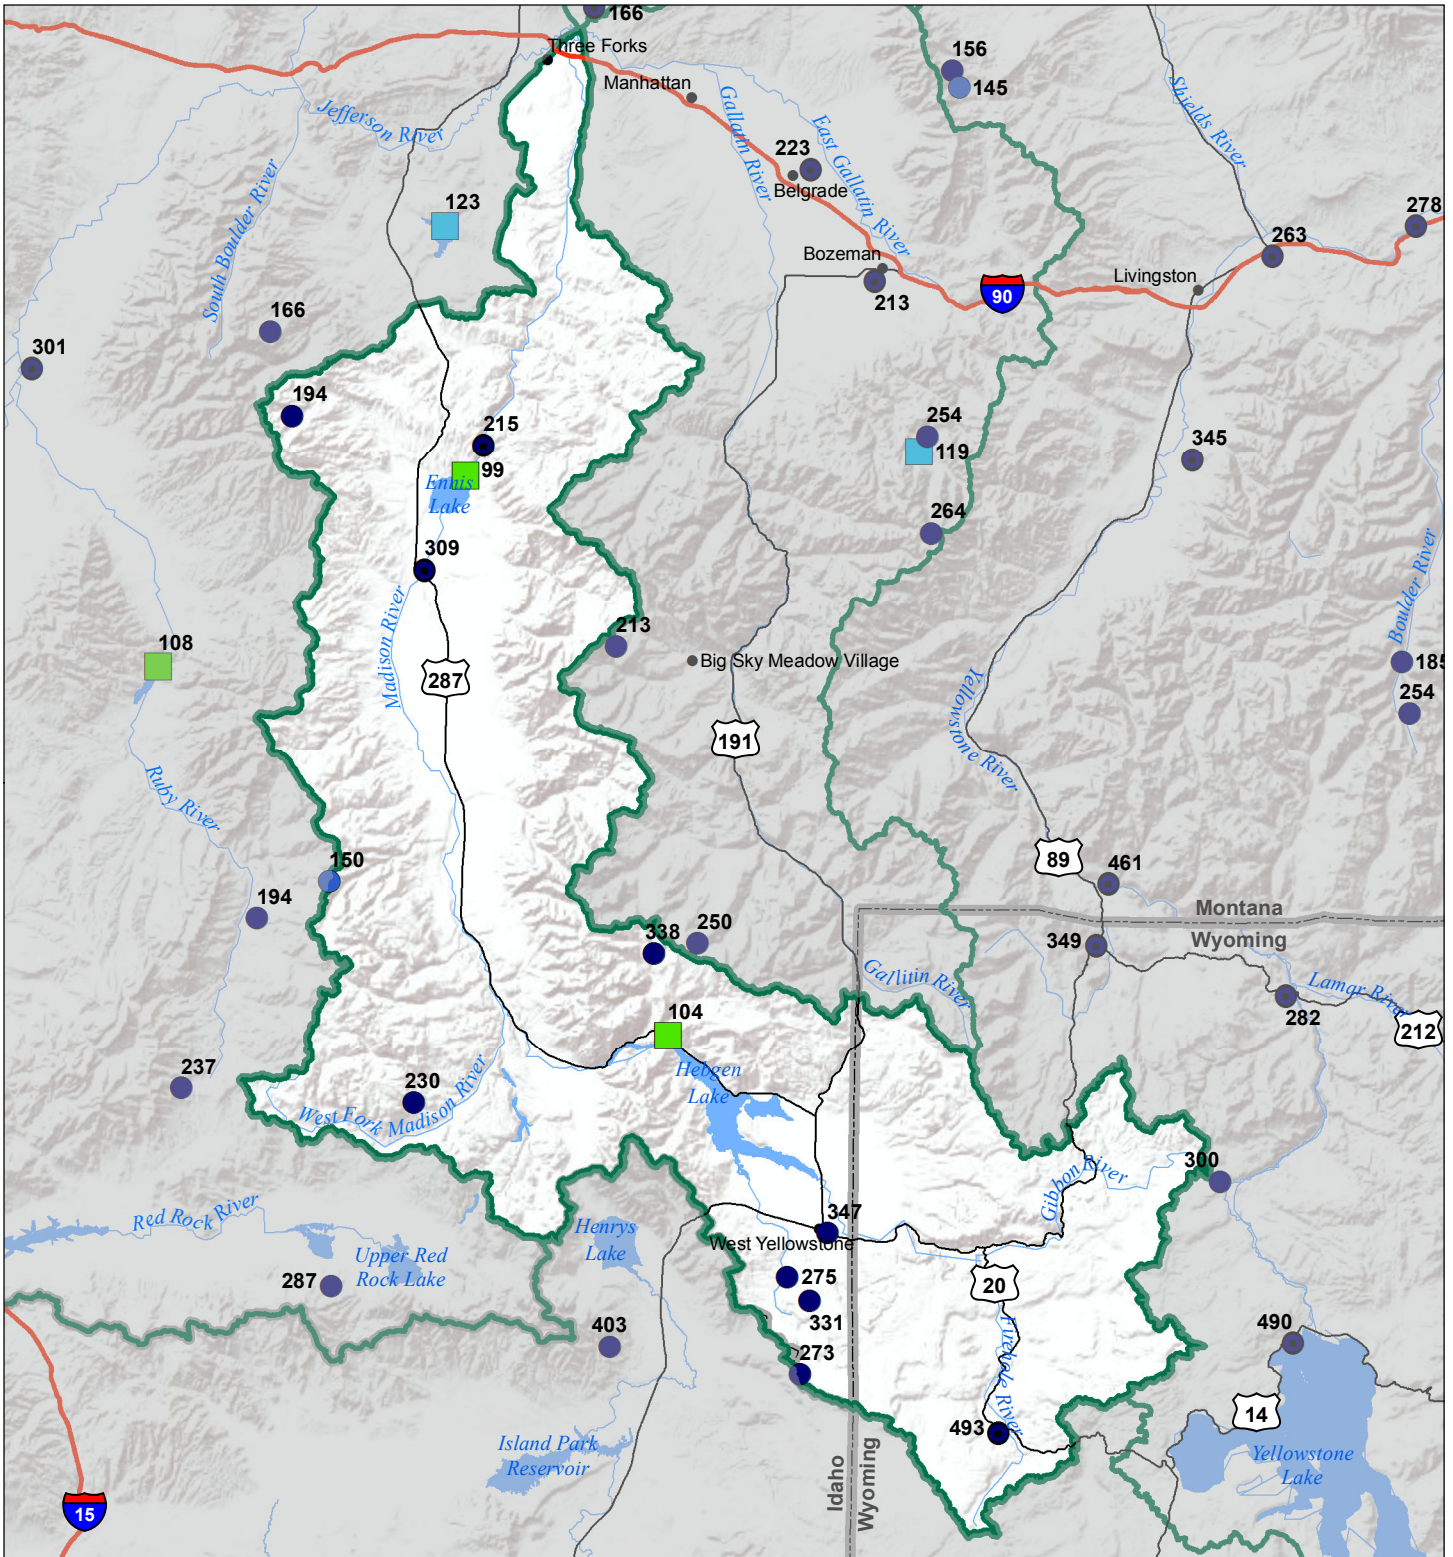 166
Three Forks
156
145
Manhattan
Jefferson River
Gallatin River
East Gallatin River
Shields River
223
Belgrade
123
South Boulder River
278
263
Bozeman
213
Livingston
90
166
301
194
215
99
Ennis
Lake
254
119
345
264
309
Madison River
213
Big Sky Meadow Village
Boulder River
185
254
108
287
191
Yellowstone River
Ruby River
150
194
89
461
Montana
Wyoming
338
250
349
Gallitin River
Lamar River
282
212
104
Hebgen
Lake
237
230
West Fork Madison River
300
Gibbon River
Red Rock River
Henrys
Lake
347
West Yellowstone
Upper Red
Rock Lake
287
275
331
20
403
273
Firehole River
490
14
493
Island Park
Reservoir
Idaho
Wyoming
Yellowstone
Lake
15